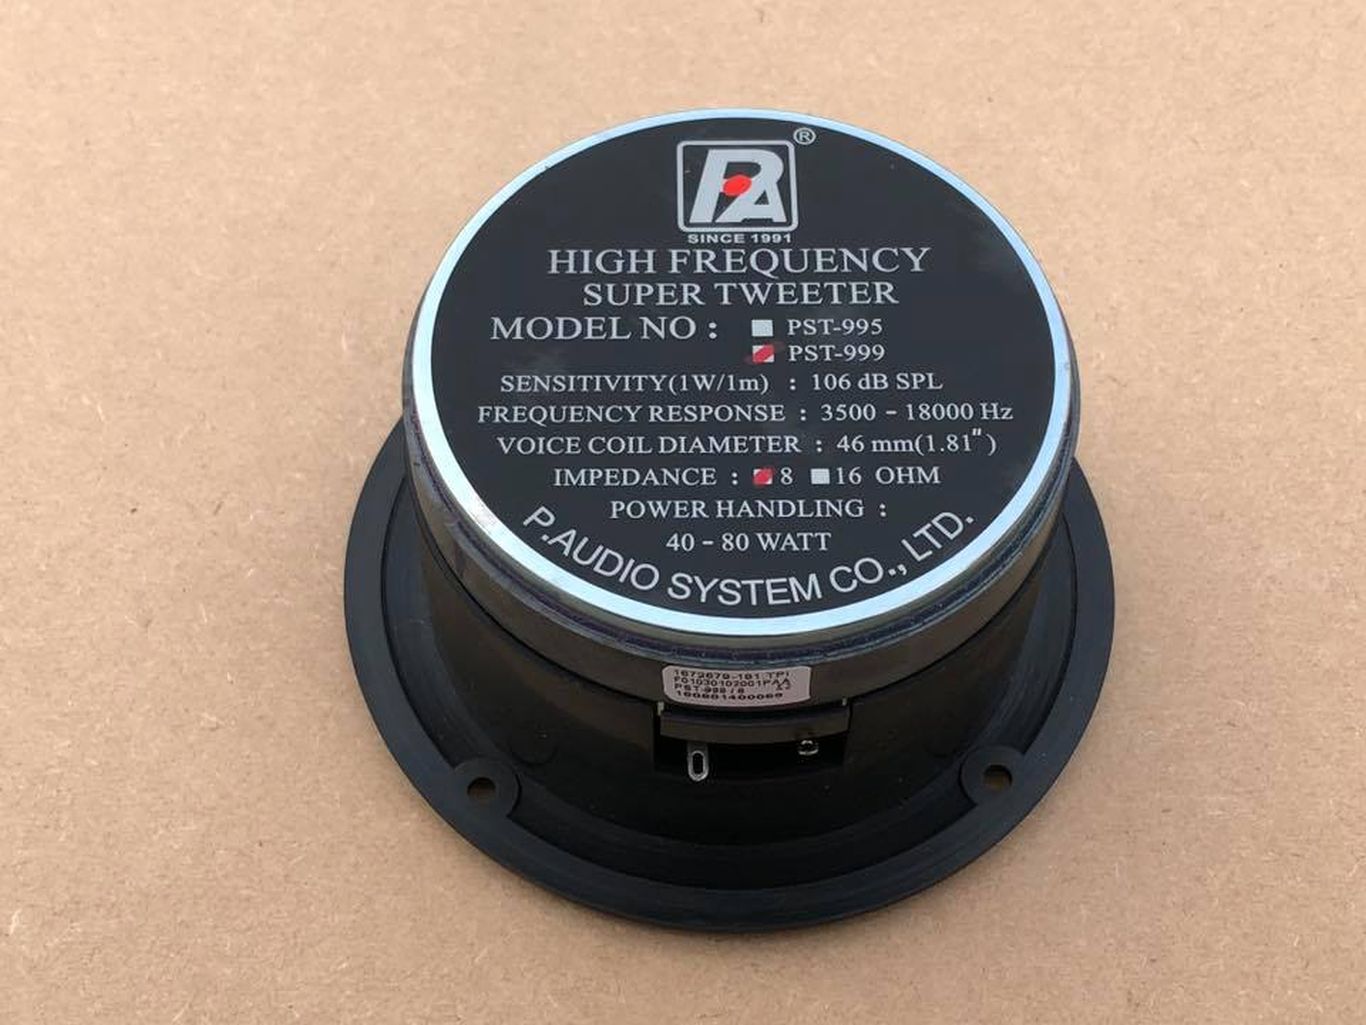 PA ®
SINCE 1991
HIGH FREQUENCY
SUPER TWEETER
MODEL NO : PST-995
PST-999
SENSITIVITY(1W/1m) : 106 dB SPL
FREQUENCY RESPONSE : 3500 - 18000 Hz
VOICE COIL DIAMETER : 46 mm(1.81")
IMPEDANCE : 8 16 OHM
POWER HANDLING :
40 - 80 WATT
P.AUDIO SYSTEM CO., LTD.
F01030102001PAA